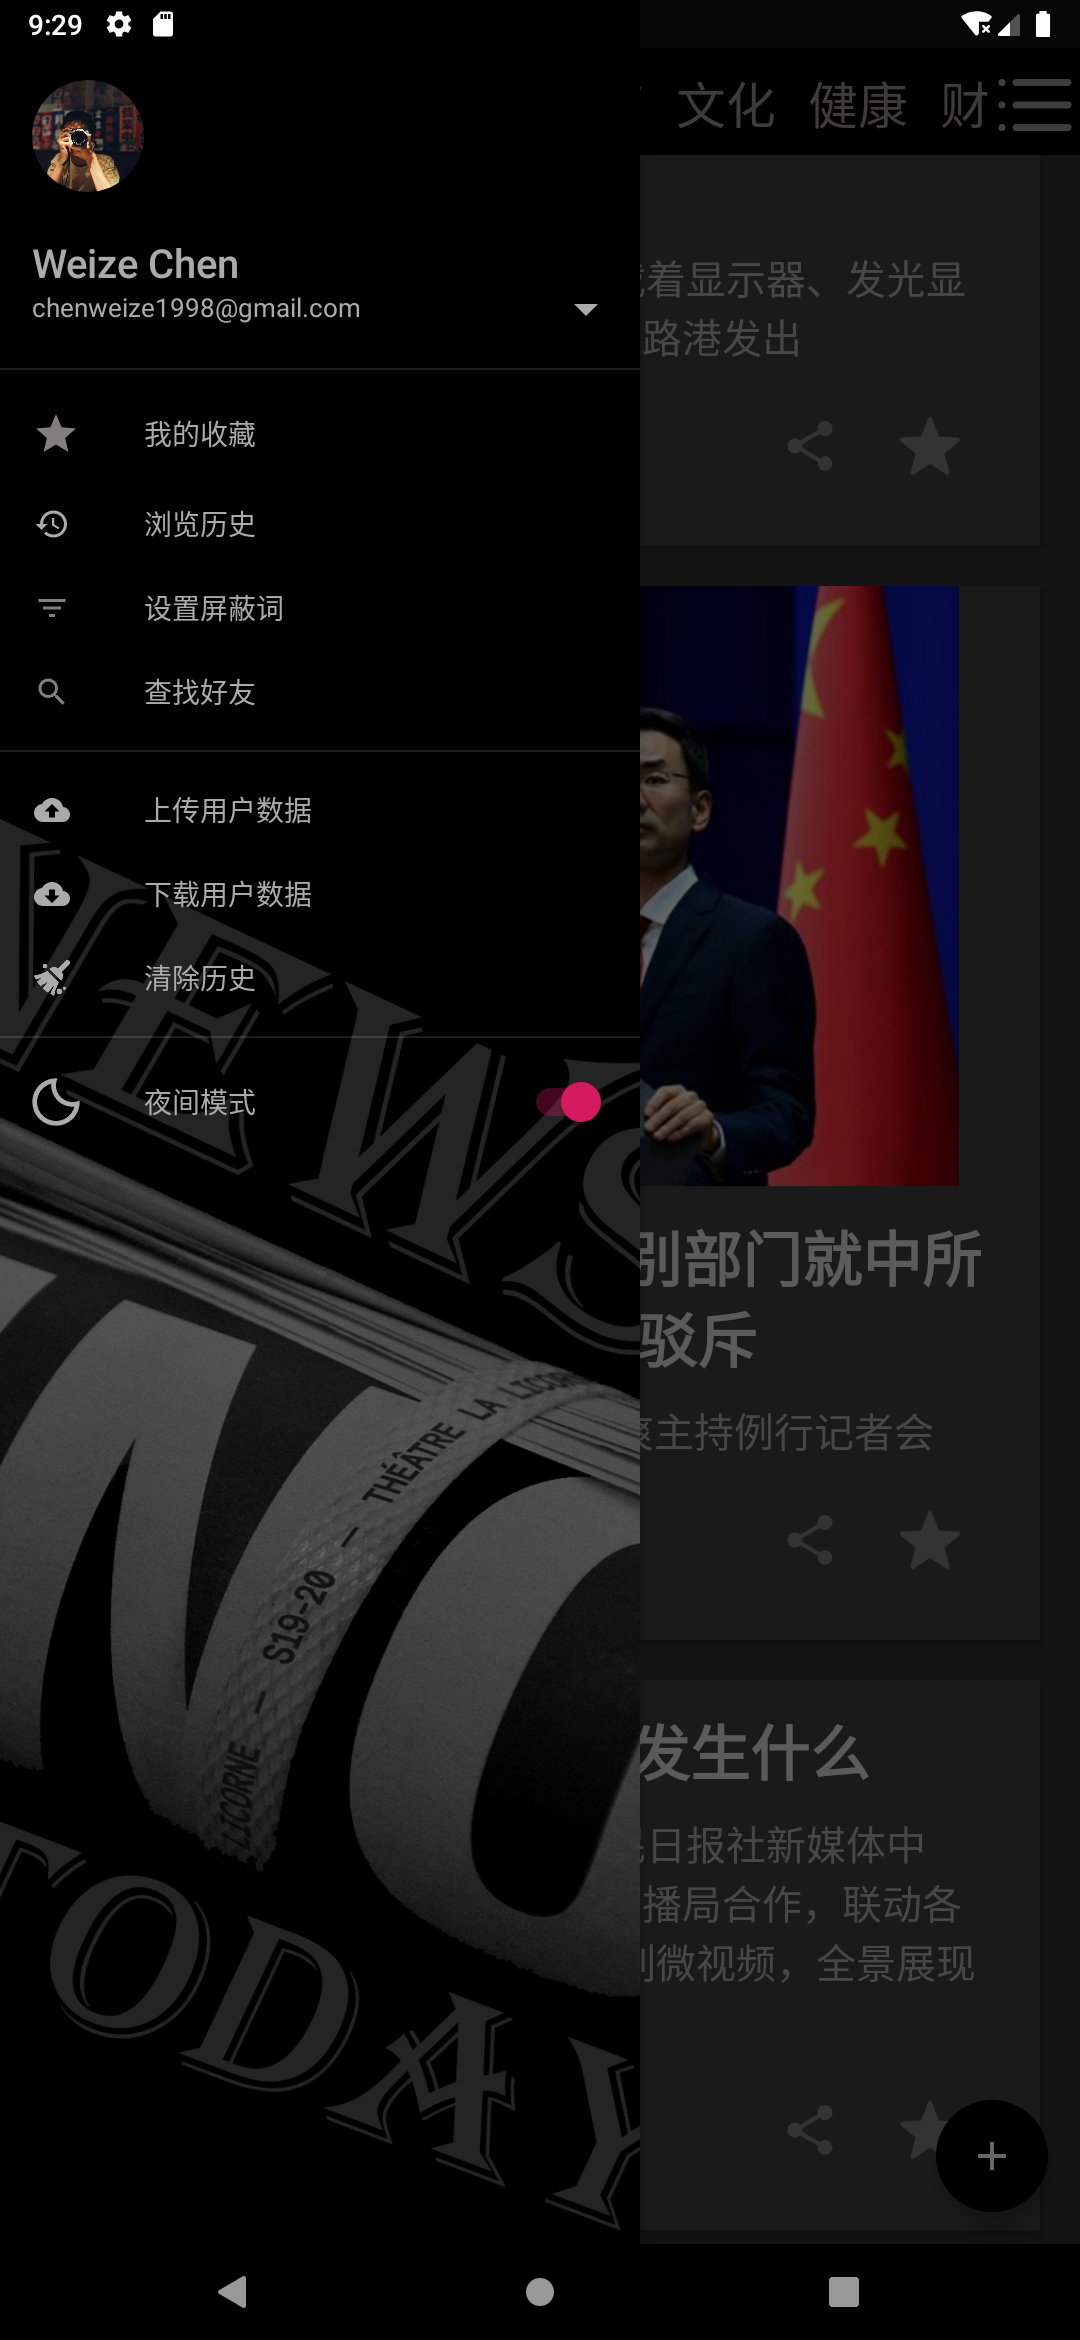 9:29
文化 健康 财
Weize Chen
chenweize1998@gmail.com
我的收藏
浏览历史
设置屏蔽词
查找好友
上传用户数据
下载用户数据
清除历史
夜间模式
着显示器、发光显
路港发出
别部门就中所
驳斥
主持例行记者会
发生什么
日报社新媒体中
播局合作，联动各
微视频，全景展现
NEWS
THÉÂTRE LA LICORN
S19-20
LICORNE
TODAY